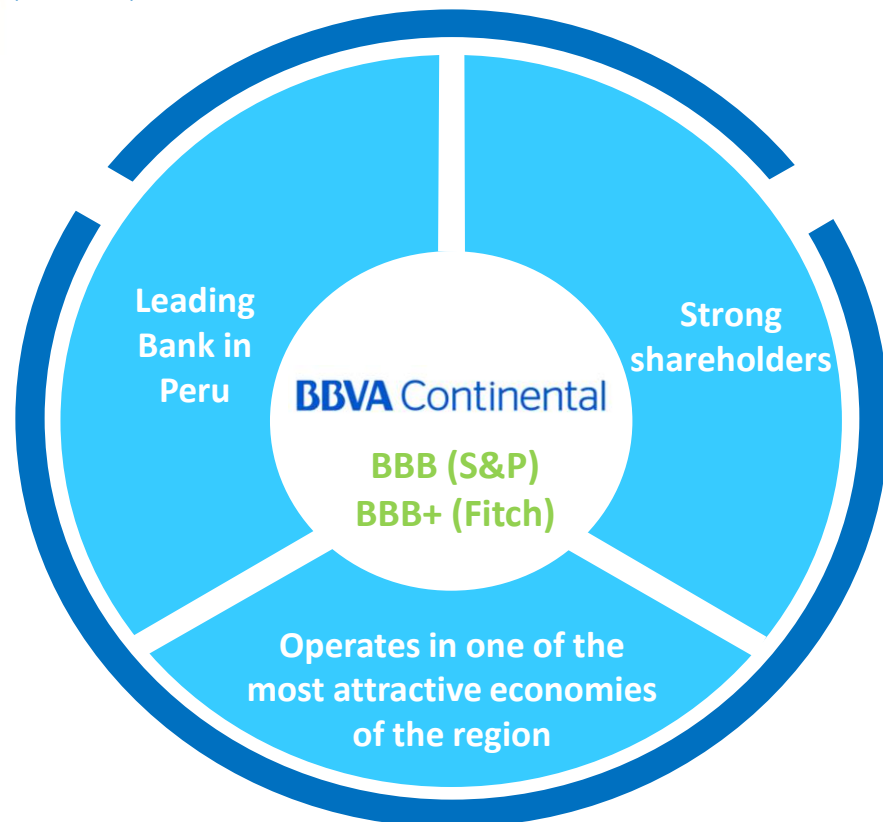 Leading
Bank in
Peru
Strong
shareholders
BBVA Continental
BBB (S&P)
BBB+ (Fitch)
Operates in one of the
most attractive economies
of the region